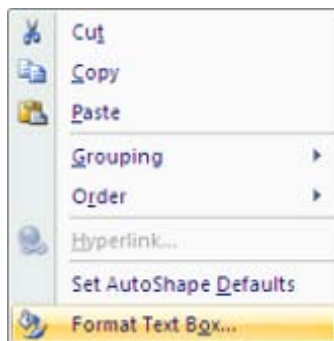 Cut
Copy
Paste
Grouping
Order
Hyperlink...
Set AutoShape Defaults
Format Text Box...